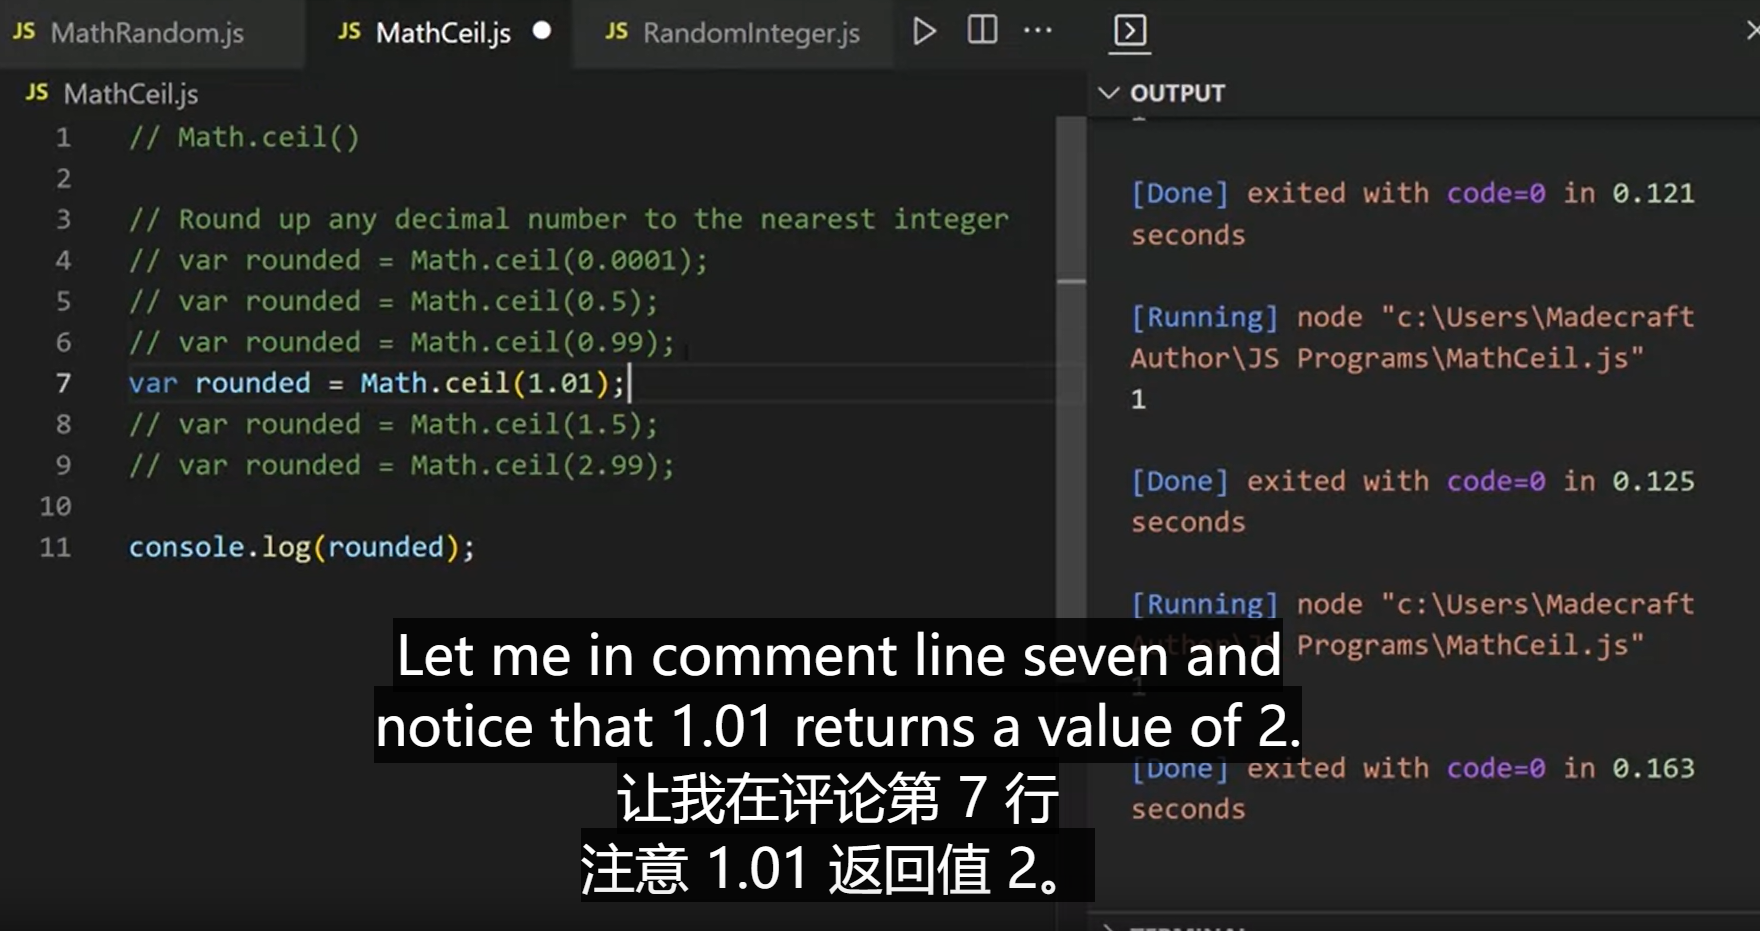 JS MathRandom.js
JS MathCeil.js
JS RandomInteger.js
JS MathCeil.js
1 // Math.ceil()
2
3 // Round up any decimal number to the nearest integer
4 // var rounded = Math.ceil(0.0001);
5 // var rounded = Math.ceil(0.5);
6 // var rounded = Math.ceil(0.99);
7 var rounded = Math.ceil(1.01);
8 // var rounded = Math.ceil(1.5);
9 // var rounded = Math.ceil(2.99);
10
11 console.log(rounded);
OUTPUT
1
[Done] exited with code=0 in 0.121
seconds
[Running] node "c:\Users\Madecraft
Author\JS Programs\MathCeil.js"
1
[Done] exited with code=0 in 0.125
seconds
[Running] node "c:\Users\Madecraft
Author\JS Programs\MathCeil.js"
1
[Done] exited with code=0 in 0.163
seconds
TERMINAL
Let me in comment line seven and
notice that 1.01 returns a value of 2.
让我在评论第 7 行
注意 1.01 返回值 2。